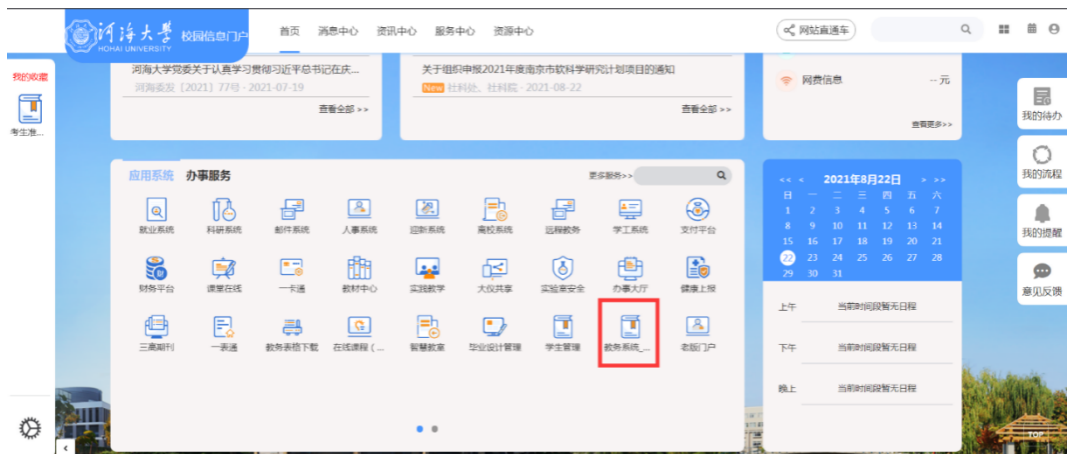 河海大学 校园信息门户
HOHAI UNIVERSITY
首页 消息中心 资讯中心 服务中心 资源中心
网站直通车
我的收藏
考生准...
河海大学党委关于认真学习贯彻习近平总书记在庆...
河海委发〔2021〕77号 - 2021-07-19
查看全部 >>
关于组织申报2021年度南京市软科学研究计划项目的通知
New 社科处、社科院 - 2021-08-22
查看全部 >>
网费信息 -- 元
查看更多>>
我的待办
我的流程
我的提醒
意见反馈
应用系统 办事服务
更多服务>>
就业系统 科研系统 邮件系统 人事系统 迎新系统 离校系统 远程教务 学工系统 支付平台
财务平台 课堂在线 一卡通 教材中心 实践教学 大仪共享 实验室安全 办事大厅 健康上报
三高期刊 一表通 教务表格下载 在线课程 (... 智慧教室 毕业设计管理 学生管理 教务系统_... 老版门户
<< < 2021年8月22日 > >>
日 一 二 三 四 五 六
1 2 3 4 5 6 7
8 9 10 11 12 13 14
15 16 17 18 19 20 21
22 23 24 25 26 27 28
29 30 31
上午 当前时间段暂无日程
下午 当前时间段暂无日程
晚上 当前时间段暂无日程
TOP